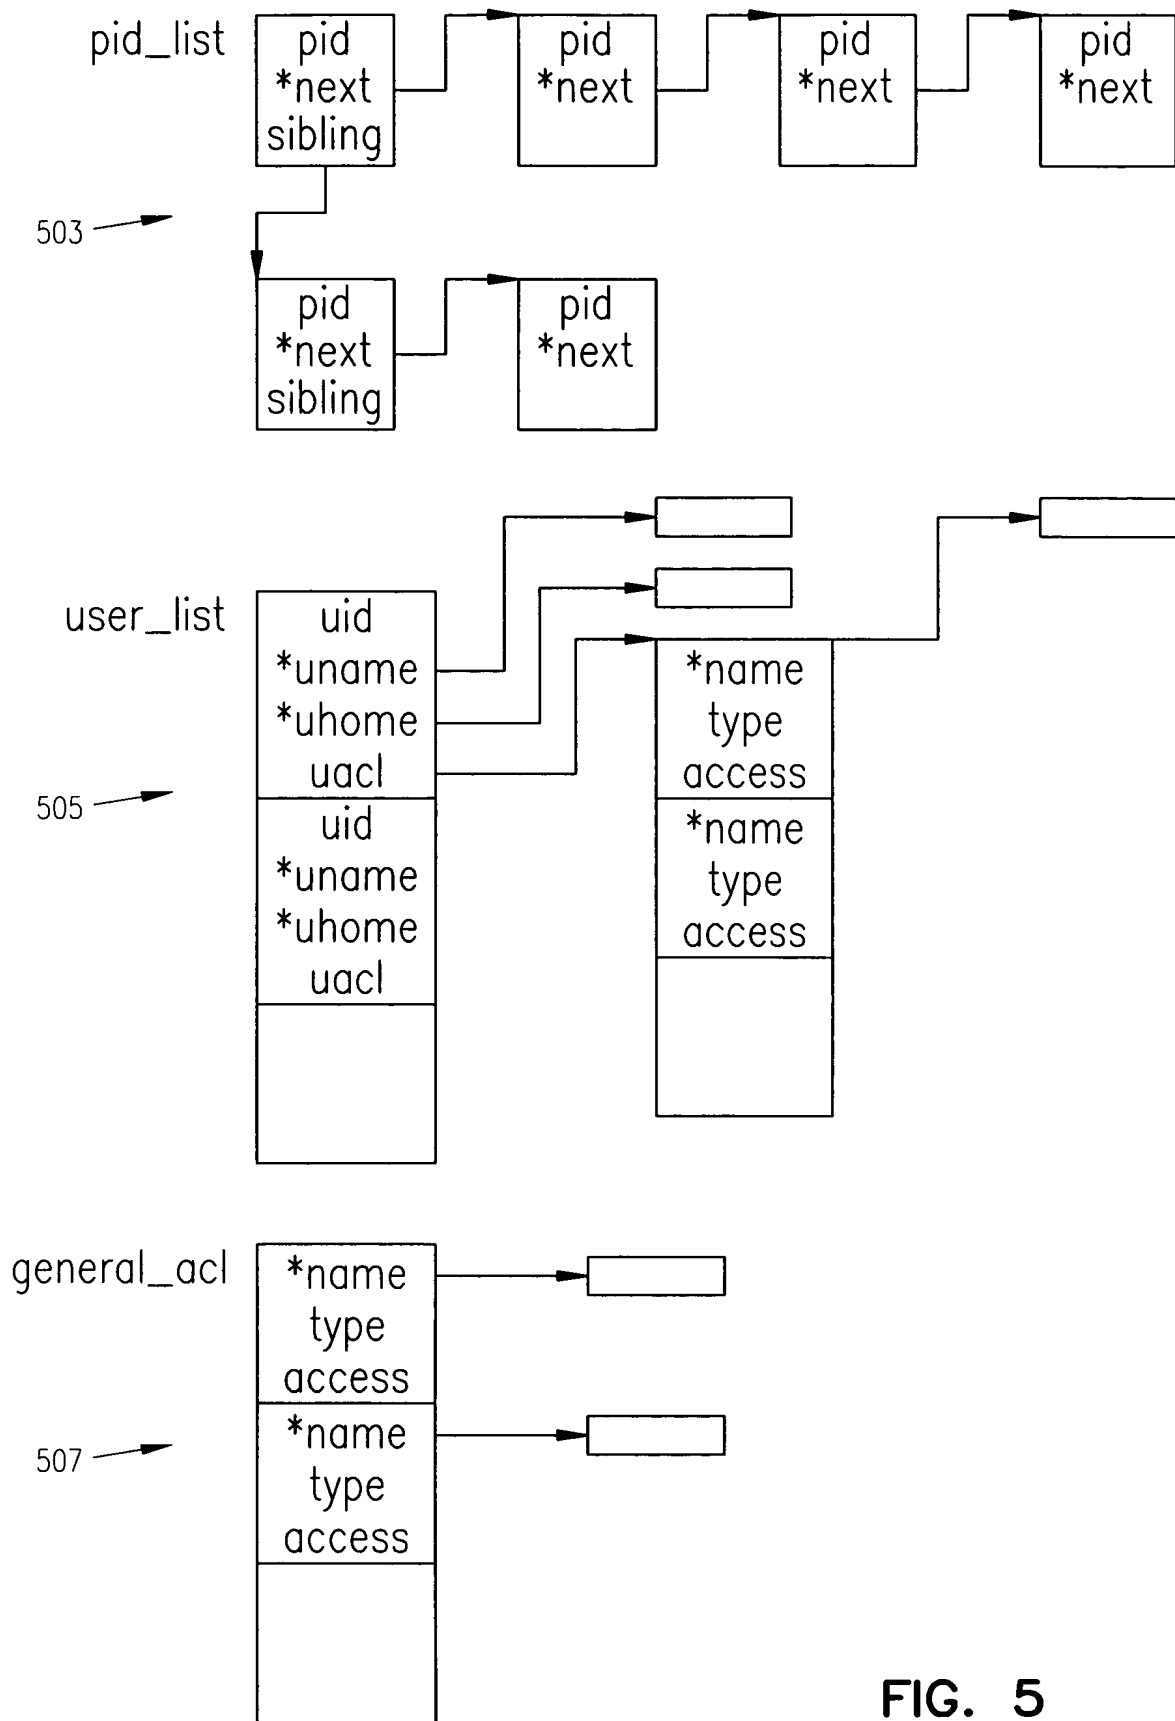 pid_list
pid
*next
sibling
pid
*next
pid
*next
pid
*next
503
pid
*next
sibling
pid
*next
user_list
uid
*uname
*uhome
uacl
uid
*uname
*uhome
uacl
*name
type
access
*name
type
access
505
general_acl
*name
type
access
*name
type
access
507
FIG. 5